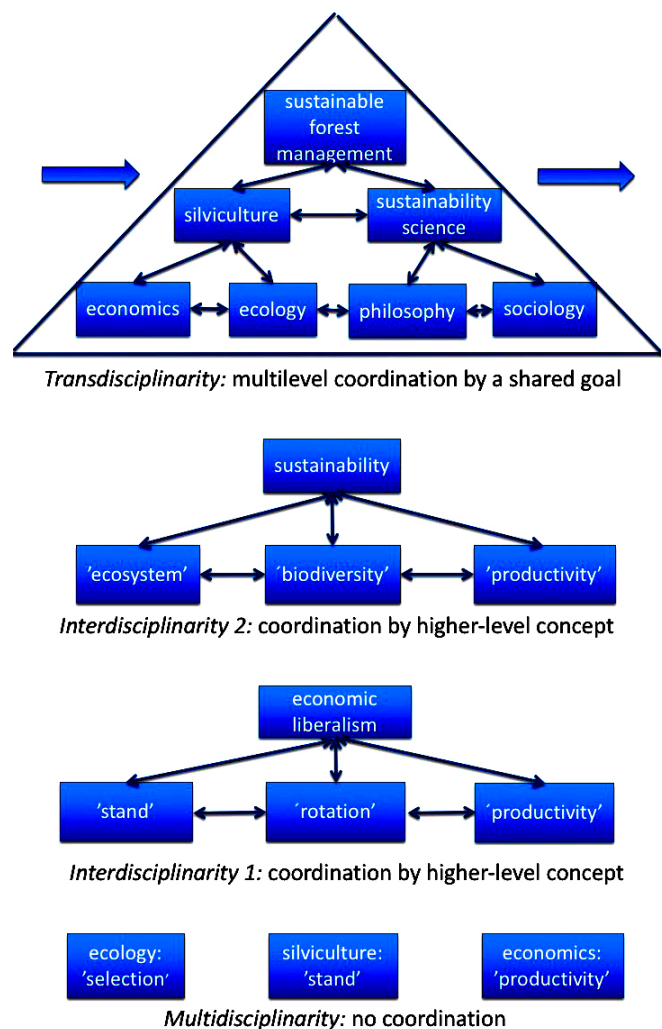 sustainable
forest
management
silviculture
sustainability
science
economics
ecology
philosophy
sociology
Transdisciplinarity: multilevel coordination by a shared goal
sustainability
’ecosystem’
‘biodiversity’
’productivity’
Interdisciplinarity 2: coordination by higher-level concept
economic
liberalism
’stand’
‘rotation’
‘productivity’
Interdisciplinarity 1: coordination by higher-level concept
ecology:
’selection’
silviculture:
’stand’
economics:
’productivity’
Multidisciplinarity: no coordination